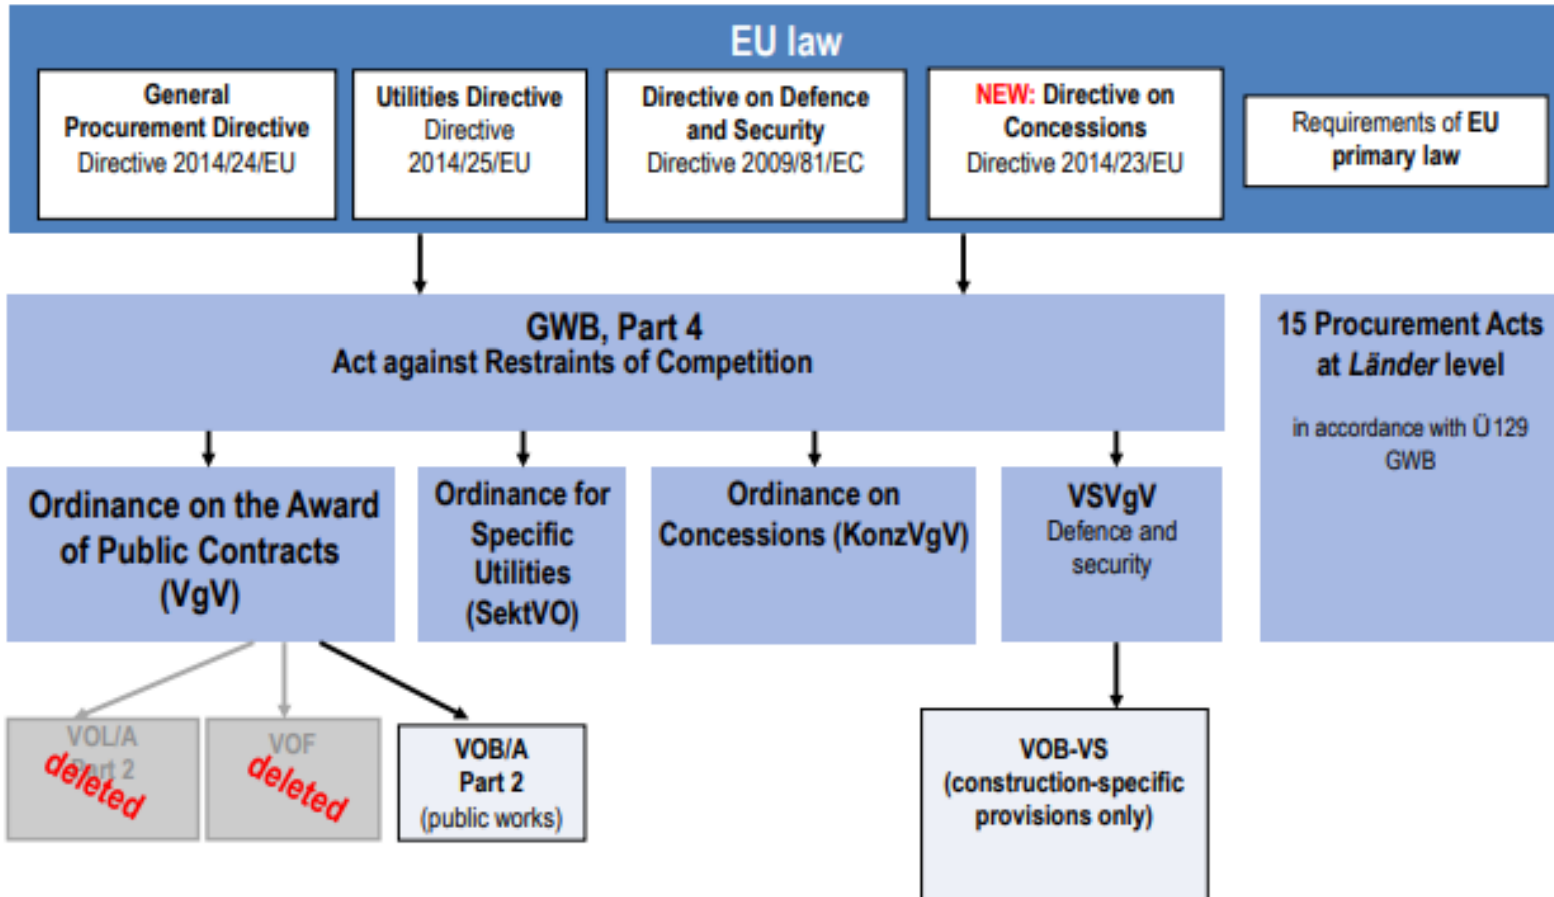 EU law
General
Procurement Directive
Directive 2014/24/EU
Utilities Directive
Directive
2014/25/EU
Directive on Defence
and Security
Directive 2009/81/EC
NEW: Directive on
Concessions
Directive 2014/23/EU
Requirements of EU
primary law
GWB, Part 4
Act against Restraints of Competition
15 Procurement Acts
at Länder level
in accordance with Ü 129
GWB
Ordinance on the Award
of Public Contracts
(VgV)
Ordinance for
Specific
Utilities
(SektVO)
Ordinance on
Concessions (KonzVgV)
VSVgV
Defence and
security
VOL/A
Part 2
deleted
VOF
deleted
VOB/A
Part 2
(public works)
VOB-VS
(construction-specific
provisions only)